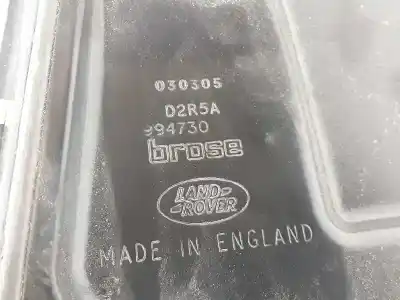 030305
D2R5A
994730
brose
LAND-
-ROVER
MADE IN ENGLAND